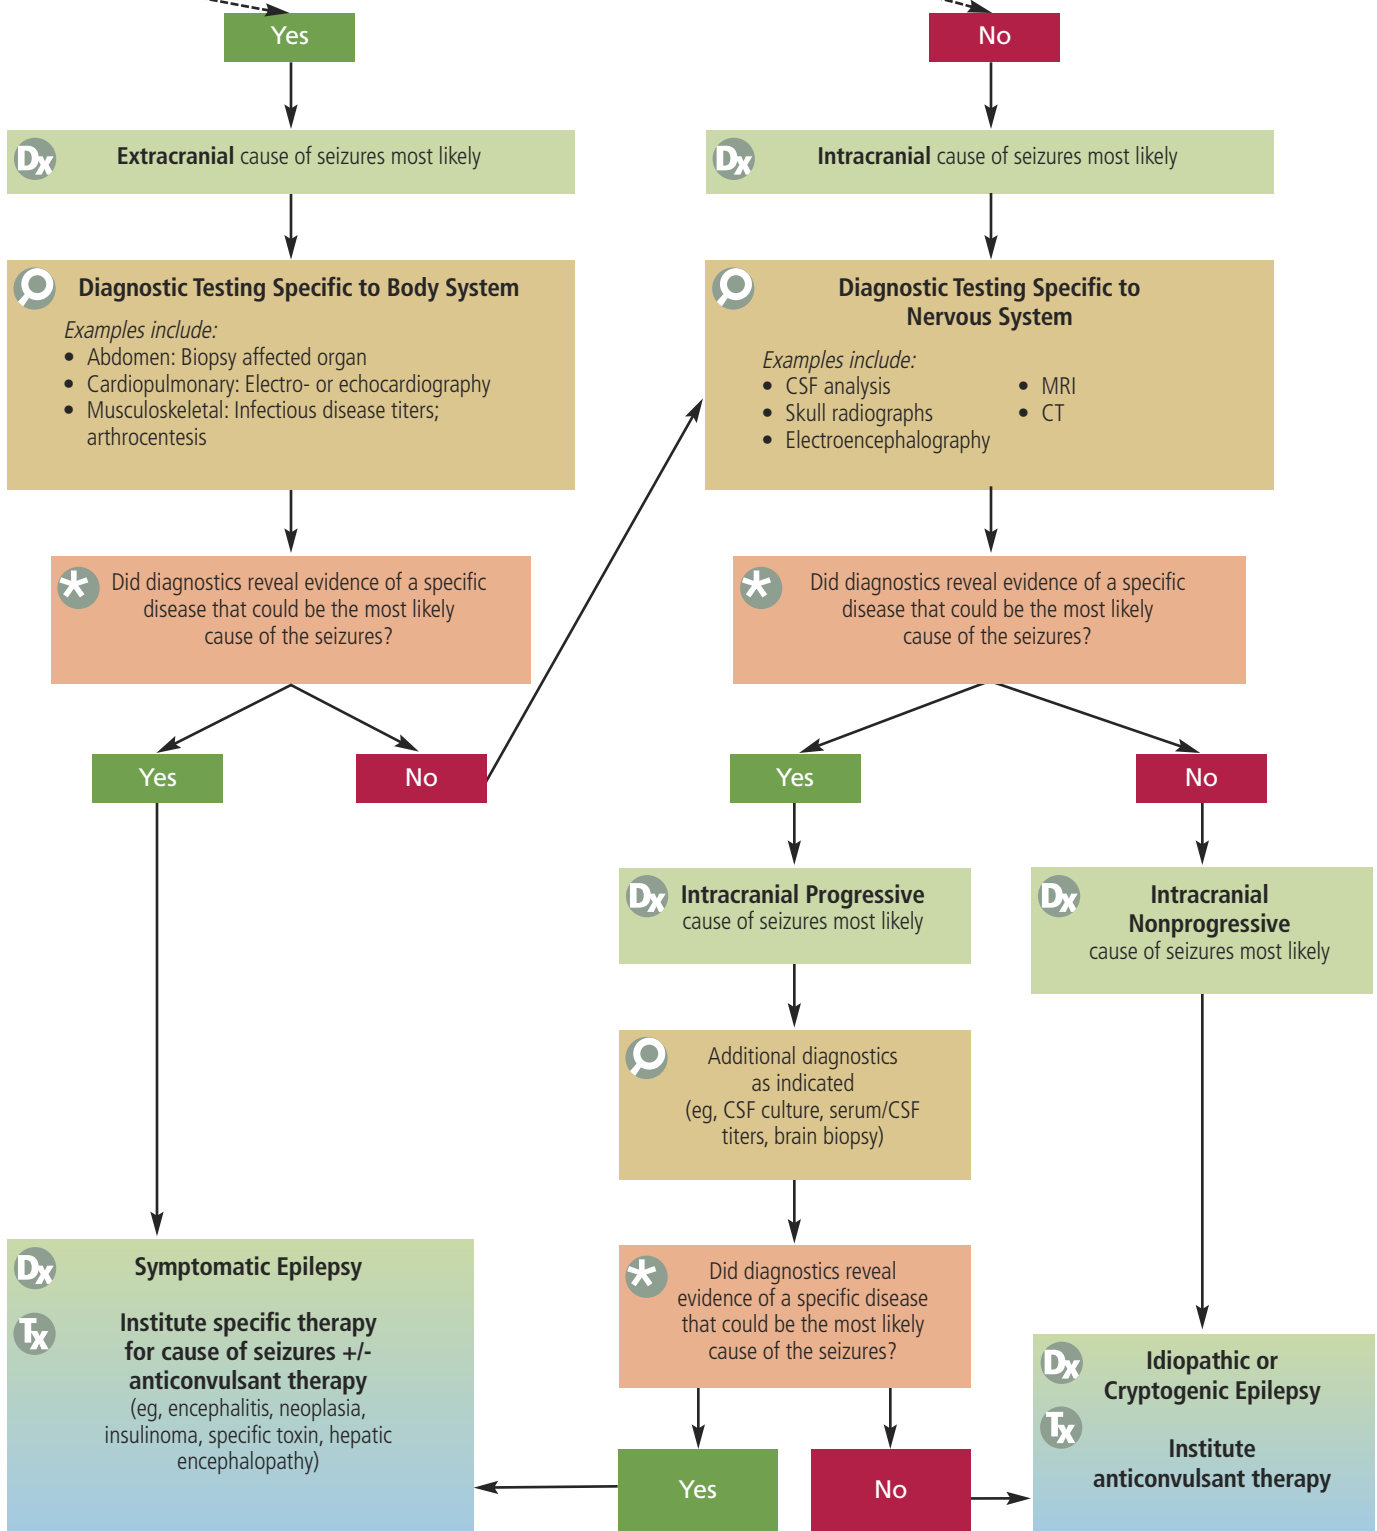 Yes
No
Dx
Extracranial cause of seizures most likely
Dx
Intracranial cause of seizures most likely
Diagnostic Testing Specific to Body System
Examples include:
• Abdomen: Biopsy affected organ
• Cardiopulmonary: Electro- or echocardiography
• Musculoskeletal: Infectious disease titers;
arthrocentesis
Diagnostic Testing Specific to
Nervous System
Examples include:
• CSF analysis
• Skull radiographs
• Electroencephalography
• MRI
• CT
Did diagnostics reveal evidence of a specific
disease that could be the most likely
cause of the seizures?
Did diagnostics reveal evidence of a specific
disease that could be the most likely
cause of the seizures?
Yes
No
Yes
No
Dx
Intracranial Progressive
cause of seizures most likely
Dx
Intracranial
Nonprogressive
cause of seizures most likely
Additional diagnostics
as indicated
(eg, CSF culture, serum/CSF
titers, brain biopsy)
Dx
Symptomatic Epilepsy
Tx
Institute specific therapy
for cause of seizures +/-
anticonvulsant therapy
(eg, encephalitis, neoplasia,
insulinoma, specific toxin, hepatic
encephalopathy)
Did diagnostics reveal
evidence of a specific disease
that could be the most likely
cause of the seizures?
Yes
No
Dx
Idiopathic or
Cryptogenic Epilepsy
Tx
Institute
anticonvulsant therapy